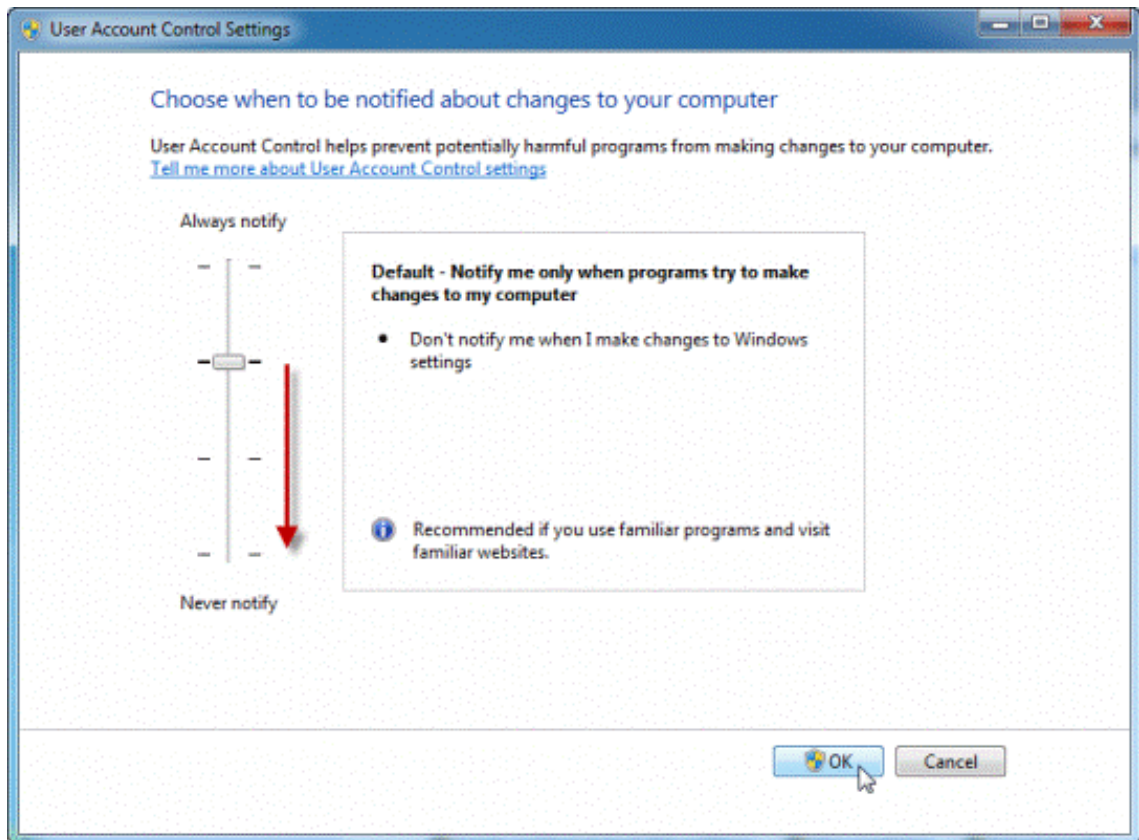 User Account Control Settings
Choose when to be notified about changes to your computer
User Account Control helps prevent potentially harmful programs from making changes to your computer.
Tell me more about User Account Control settings
Always notify
Default - Notify me only when programs try to make
changes to my computer
• Don't notify me when I make changes to Windows
settings
Recommended if you use familiar programs and visit
familiar websites.
Never notify
OK
Cancel